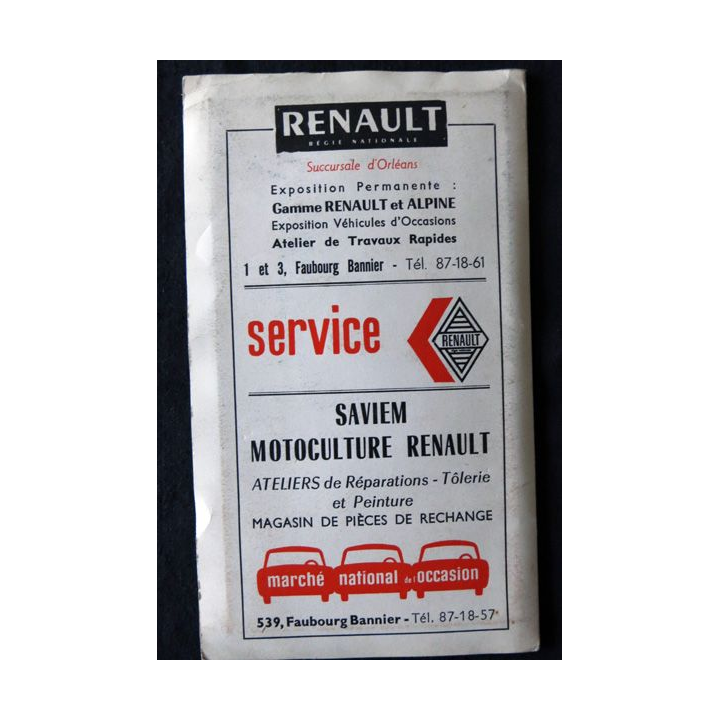 RENAULT
RÉGIE NATIONALE
Succursale d'Orléans
Exposition Permanente :
Gamme RENAULT et ALPINE
Exposition Véhicules d'Occasions
Atelier de Travaux Rapides
1 et 3, Faubourg Bannier - Tél. 87-18-61
service
RENAULT
SAVIEM
MOTOCULTURE RENAULT
ATELIERS de Réparations - Tôlerie
et Peinture
MAGASIN DE PIÈCES DE RECHANGE
marché national de l'occasion
539, Faubourg Bannier - Tél. 87-18-57